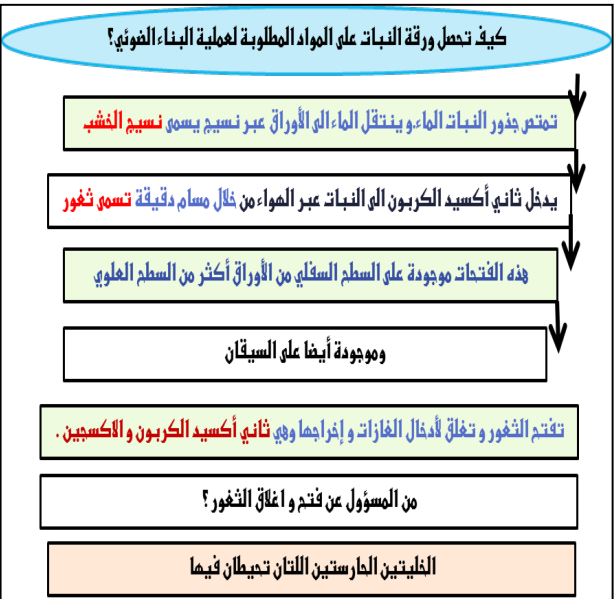 كيف تحصل ورقة النبات على المواد المطلوبة لعملية البناء الضوئي؟
تمتص جذور النبات الماء.و ينتقل الماء الى الأوراق عبر نسيج يسمى نسيج الخشب
يدخل ثاني أكسيد الكربون الى النبات عبر الهواء من خلال مسام دقيقة تسمى ثغور
هذه الفتحات موجودة على السطح السفلي من الأوراق أكثر من السطح العلوي
وموجودة أيضا على السيقان
تفتح الثغور و تغلق لأدخال الغازات و إخراجها وهي ثاني أكسيد الكربون و الاكسجين .
من المسؤول عن فتح و اغلاق الثغور ؟
الخليتين الحارستين اللتان تحيطان فيها